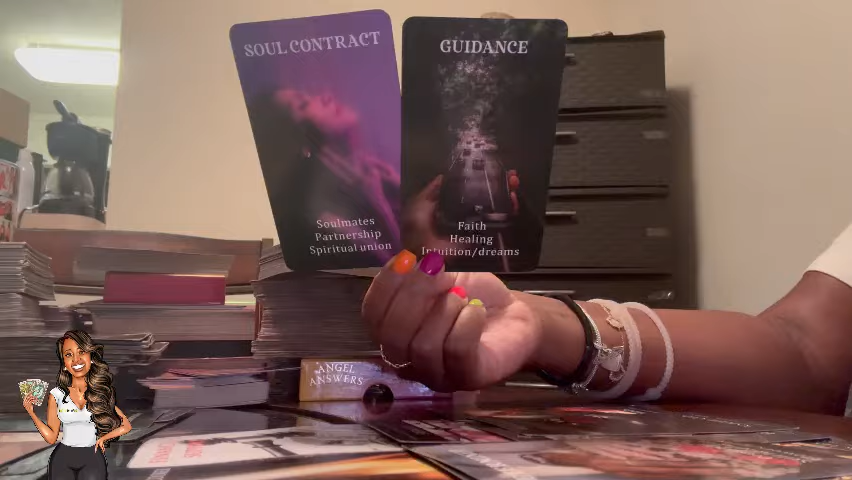 SOUL CONTRACT
Soulmates
Partnership
Spiritual union
GUIDANCE
Faith
Healing
Intuition/dreams
ANGEL
ANSWERS